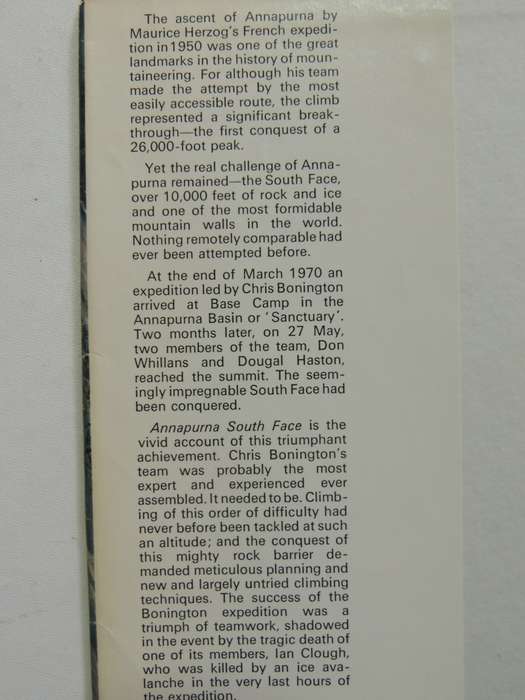 The ascent of Annapurna by
Maurice Herzog's French expedi-
tion in 1950 was one of the great
landmarks in the history of moun-
taineering. For although his team
made the attempt by the most
easily accessible route, the climb
represented a significant break-
through—the first conquest of a
26,000-foot peak.
Yet the real challenge of Anna-
purna remained—the South Face,
over 10,000 feet of rock and ice
and one of the most formidable
mountain walls in the world.
Nothing remotely comparable had
ever been attempted before.
At the end of March 1970 an
expedition led by Chris Bonington
arrived at Base Camp in the
Annapurna Basin or ‘Sanctuary’.
Two months later, on 27 May,
two members of the team, Don
Whillans and Dougal Haston,
reached the summit. The seem-
ingly impregnable South Face had
been conquered.
Annapurna South Face is the
vivid account of this triumphant
achievement. Chris Bonington's
team was probably the most
expert and experienced ever
assembled. It needed to be. Climb-
ing of this order of difficulty had
never before been tackled at such
an altitude; and the conquest of
this mighty rock barrier de-
manded meticulous planning and
new and largely untried climbing
techniques. The success of the
Bonington expedition was a
triumph of teamwork, shadowed
in the event by the tragic death of
one of its members, Ian Clough,
who was killed by an ice ava-
lanche in the very last hours of
the expedition.